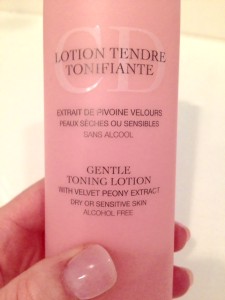 CD
LOTION TENDRE
TONIFIANTE
EXTRAIT DE PIVOINE VELOURS
PEAUX SÈCHES OU SENSIBLES
SANS ALCOOL
GENTLE
TONING LOTION
WITH VELVET PEONY EXTRACT
DRY OR SENSITIVE SKIN
ALCOHOL FREE